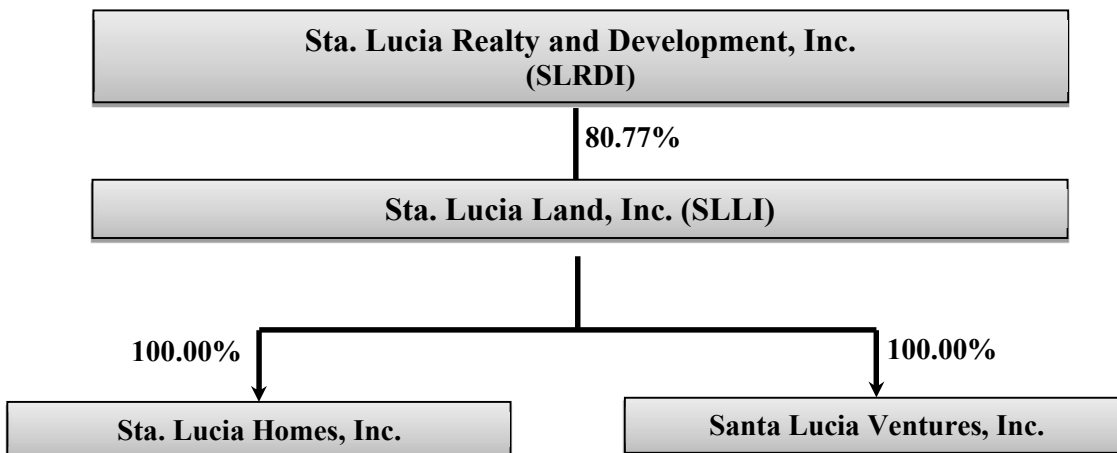 Sta. Lucia Realty and Development, Inc.
(SLRDI)
80.77%
Sta. Lucia Land, Inc. (SLLI)
100.00%
100.00%
Sta. Lucia Homes, Inc.
Santa Lucia Ventures, Inc.